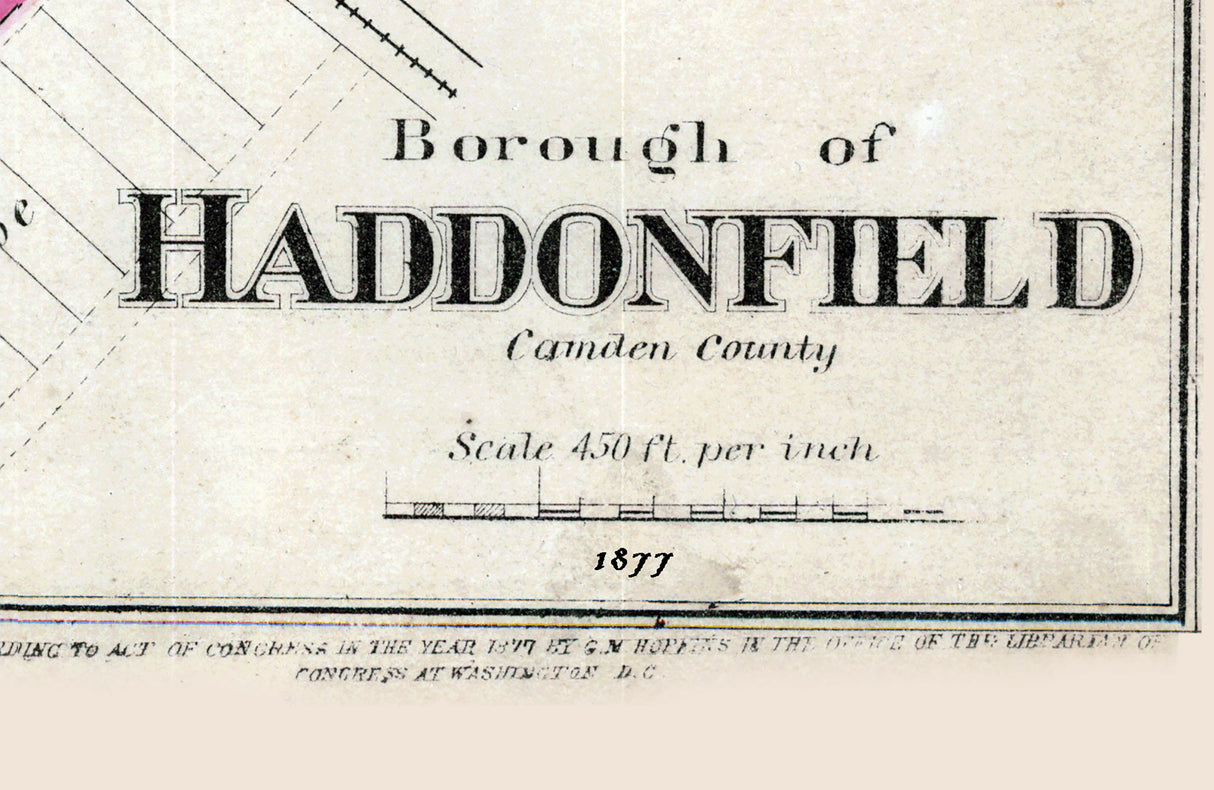 Borough of
HADDONFIELD
Camden County
Scale 450 ft. per inch
1877
TO ACT OF CONGRESS IN THE YEAR 1877 BY G.M HOPKINS IN THE OFFICE OF THE LIBRARIAN OF
CONGRESS AT WASHINGTON D.C.